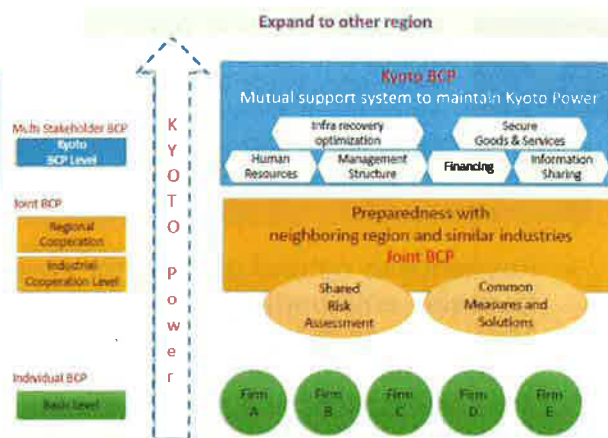 Expand to other region
Kyoto BCP
Mutual support system to maintain Kyoto Power
Infra recovery
optimization
Secure
Goods & Services
Human
Resources
Management
Structure
Financing
Information
Sharing
Multi Stakeholder BCP
Kyoto
BCP Level
Joint BCP
Regional
Cooperation
Industrial
Cooperation Level
KYOTO Power
Preparedness with
neighboring region and similar industries
Joint BCP
Shared
Risk
Assessment
Common
Measures and
Solutions
Individual BCP
Basic Level
Firm
A
Firm
B
Firm
C
Firm
D
Firm
E